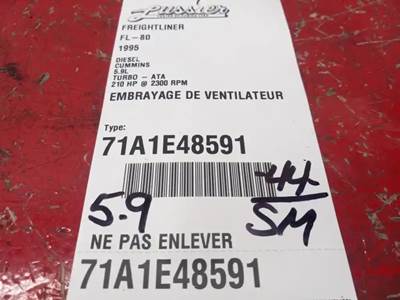 FREIGHTLINER
FL-80
1995
DIESEL
CUMMINS
5.9L
TURBO - ATA
210 HP @ 2300 RPM
EMBRAYAGE DE VENTILATEUR
Type:
71A1E48591
5.9
44
SM
NE PAS ENLEVER
71A1E48591